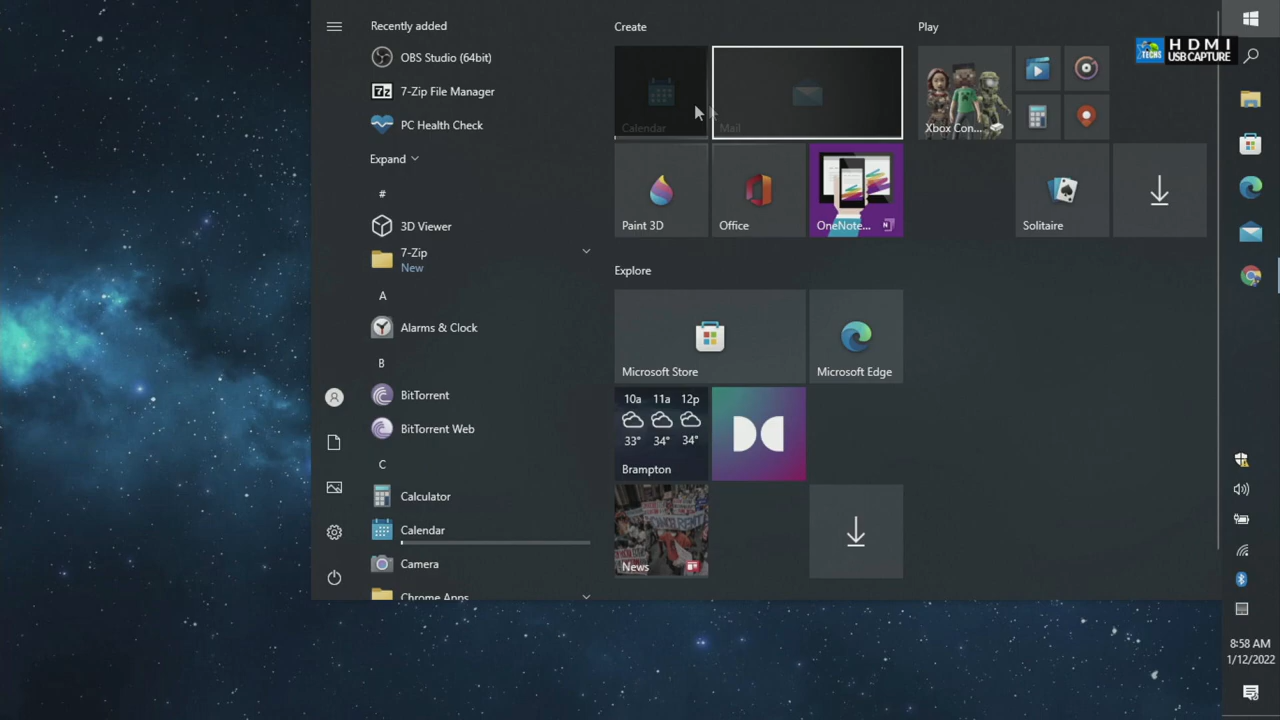 Recently added
OBS Studio (64bit)
7z
7-Zip File Manager
PC Health Check
Expand
#
3D Viewer
7-Zip
New
A
Alarms & Clock
B
BitTorrent
BitTorrent Web
C
Calculator
Calendar
Camera
Chrome Apps
Create
Calendar
Mail
Paint 3D
Office
OneNote...
Explore
Microsoft Store
Microsoft Edge
10a 11a 12p
33° 34° 34°
Brampton
News
Play
Xbox Con...
Solitaire
TECHS
HDMI
USB CAPTURE
8:58 AM
1/12/2022